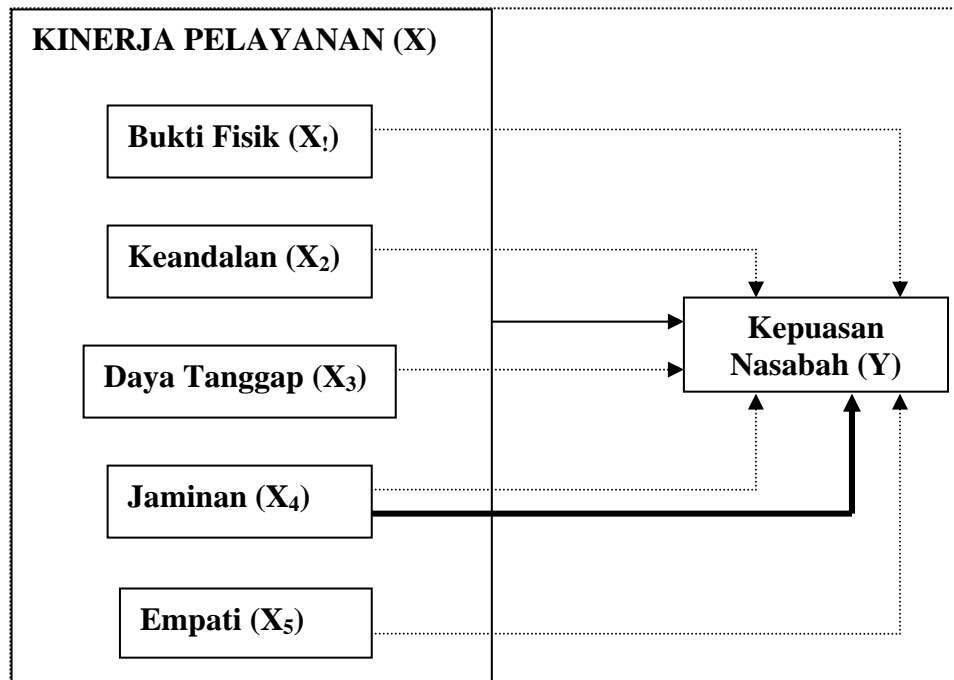 KINERJA PELAYANAN (X)
Bukti Fisik (X!)
Keandalan (X2)
Kepuasan
Nasabah (Y)
Daya Tanggap (X3)
Jaminan (X4)
Empati (X5)